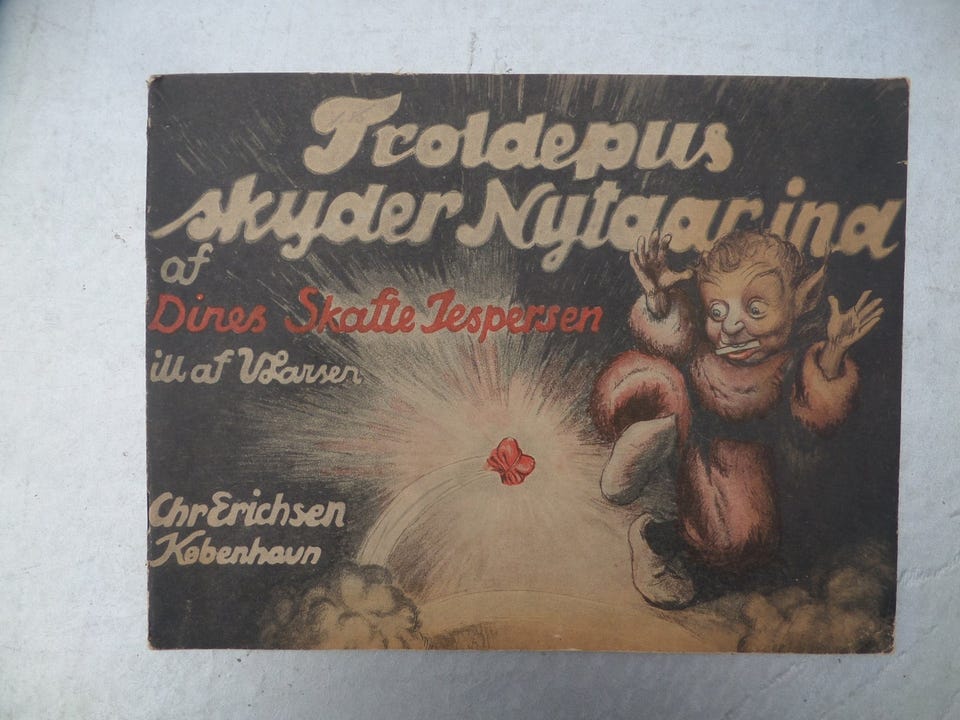 Troldepus
skyder Nytaar ind
af
Dines Skafte Jespersen
ill af V Larsen
Chr Erichsen
København